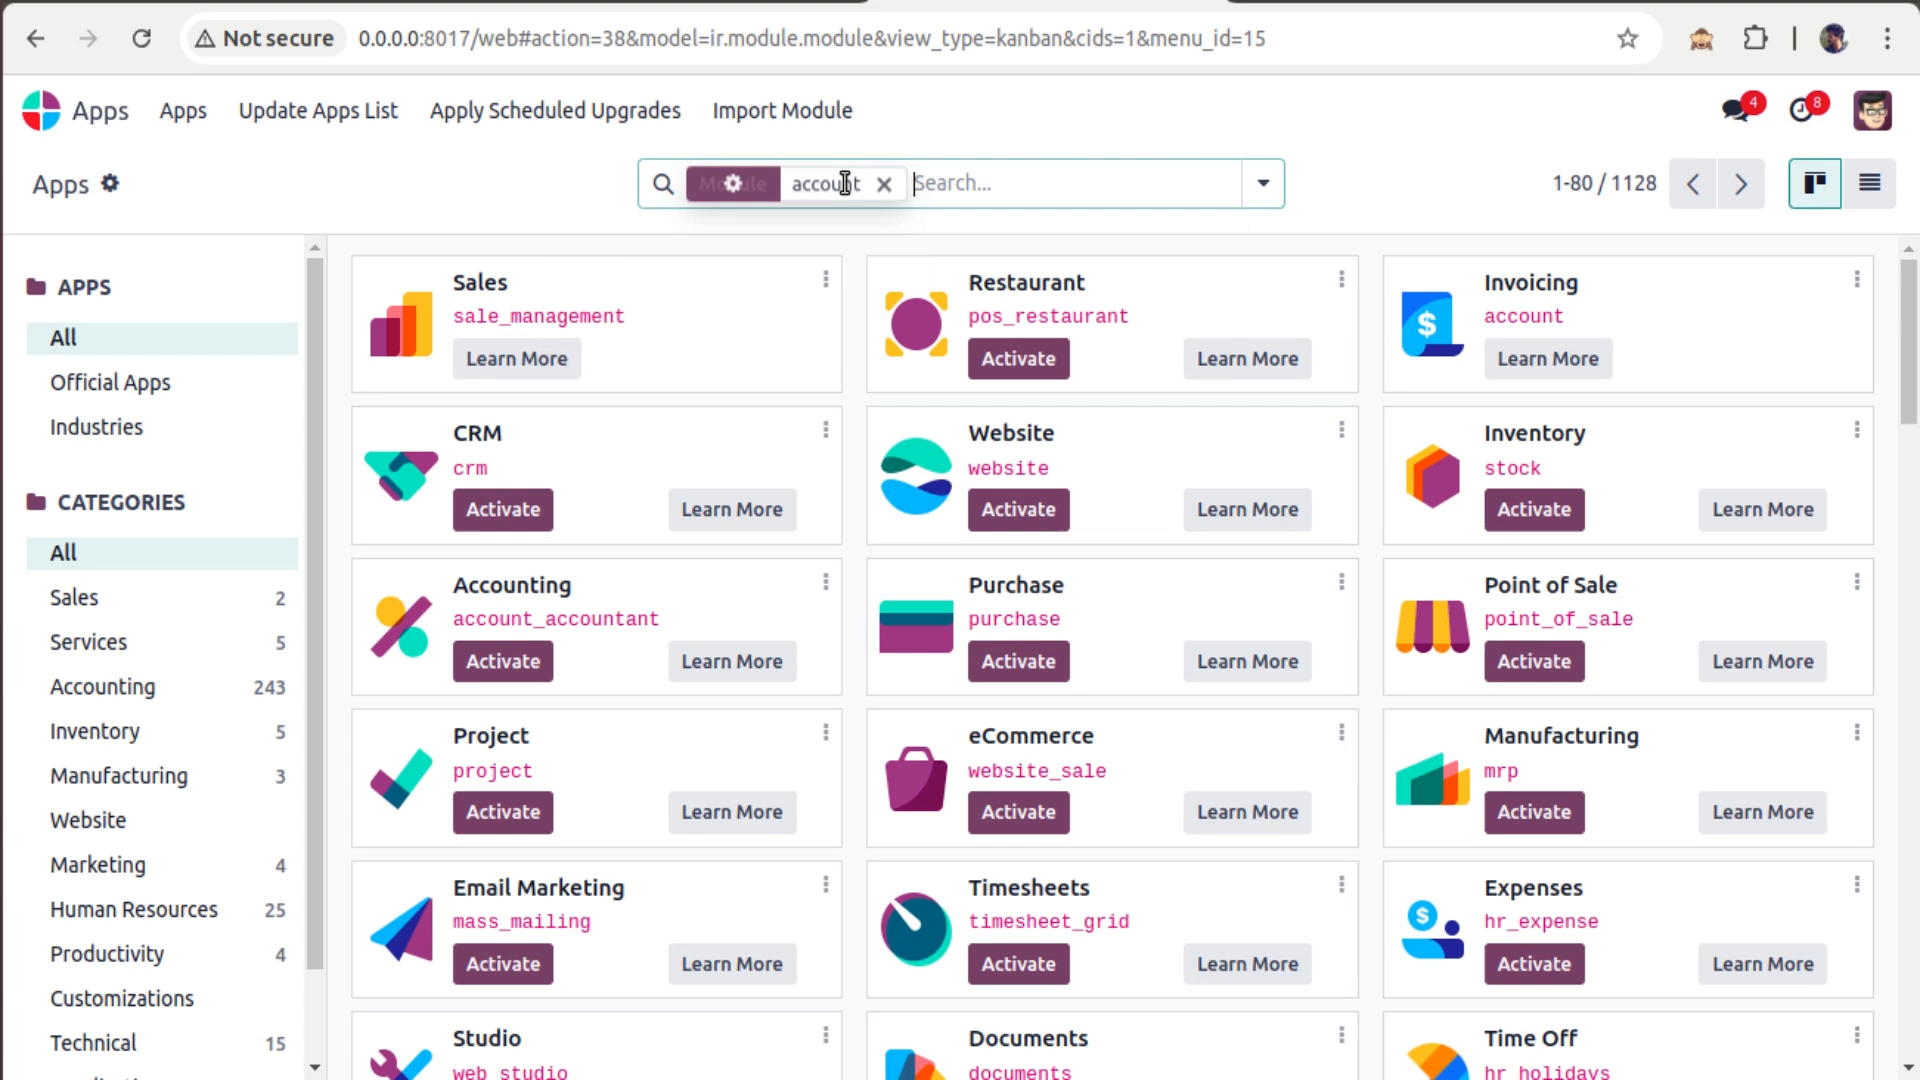 Not secure
0.0.0.0:8017/web#action=38&model=ir.module.module&view_type=kanban&cids=1&menu_id=15
Apps Apps Update Apps List Apply Scheduled Upgrades Import Module
4 8
Apps Module account Search... 1-80 / 1128
APPS
All
Official Apps
Industries
CATEGORIES
All
Sales 2
Services 5
Accounting 243
Inventory 5
Manufacturing 3
Website
Marketing 4
Human Resources 25
Productivity 4
Customizations
Technical 15
Sales
sale_management
Learn More
Restaurant
pos_restaurant
Activate Learn More
Invoicing
account
Learn More
CRM
crm
Activate Learn More
Website
website
Activate Learn More
Inventory
stock
Activate Learn More
Accounting
account_accountant
Activate Learn More
Purchase
purchase
Activate Learn More
Point of Sale
point_of_sale
Activate Learn More
Project
project
Activate Learn More
eCommerce
website_sale
Activate Learn More
Manufacturing
mrp
Activate Learn More
Email Marketing
mass_mailing
Activate Learn More
Timesheets
timesheet_grid
Activate Learn More
Expenses
hr_expense
Activate Learn More
Studio
web_studio
Documents
documents
Time Off
hr_holidays